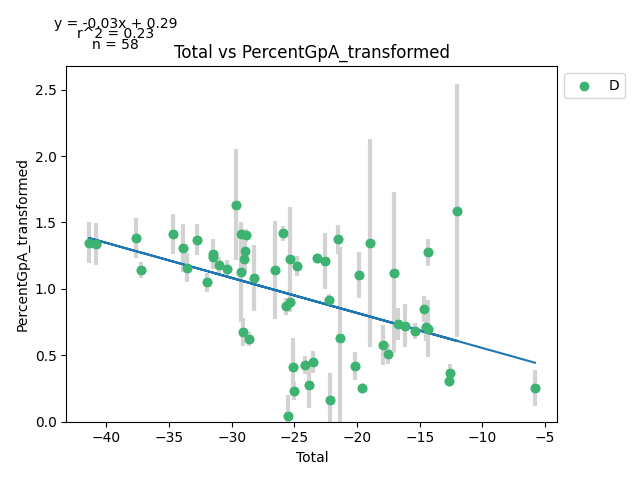 y = -0.03x + 0.29
r^2 = 0.23
n = 58
Total vs PercentGpA_transformed
D
PercentGpA_transformed
2.5
2.0
1.5
1.0
0.5
0.0
−40
−35
−30
−25
−20
−15
−10
−5
Total